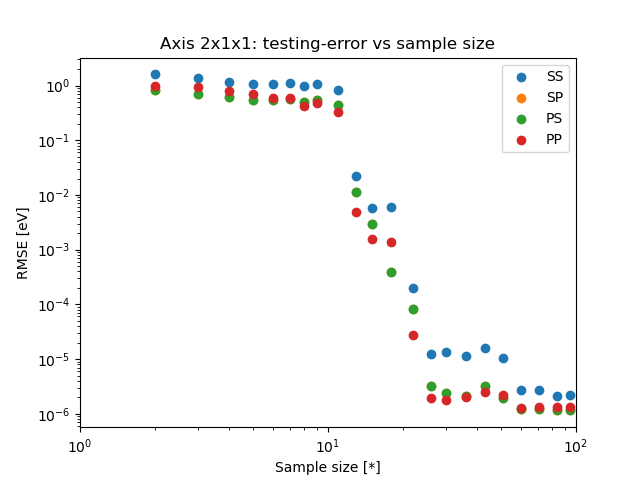 Axis 2x1x1: testing-error vs sample size
SS
SP
PS
PP
RMSE [eV]
10⁰
10⁻¹
10⁻²
10⁻³
10⁻⁴
10⁻⁵
10⁻⁶
10⁰
10¹
10²
Sample size [*]